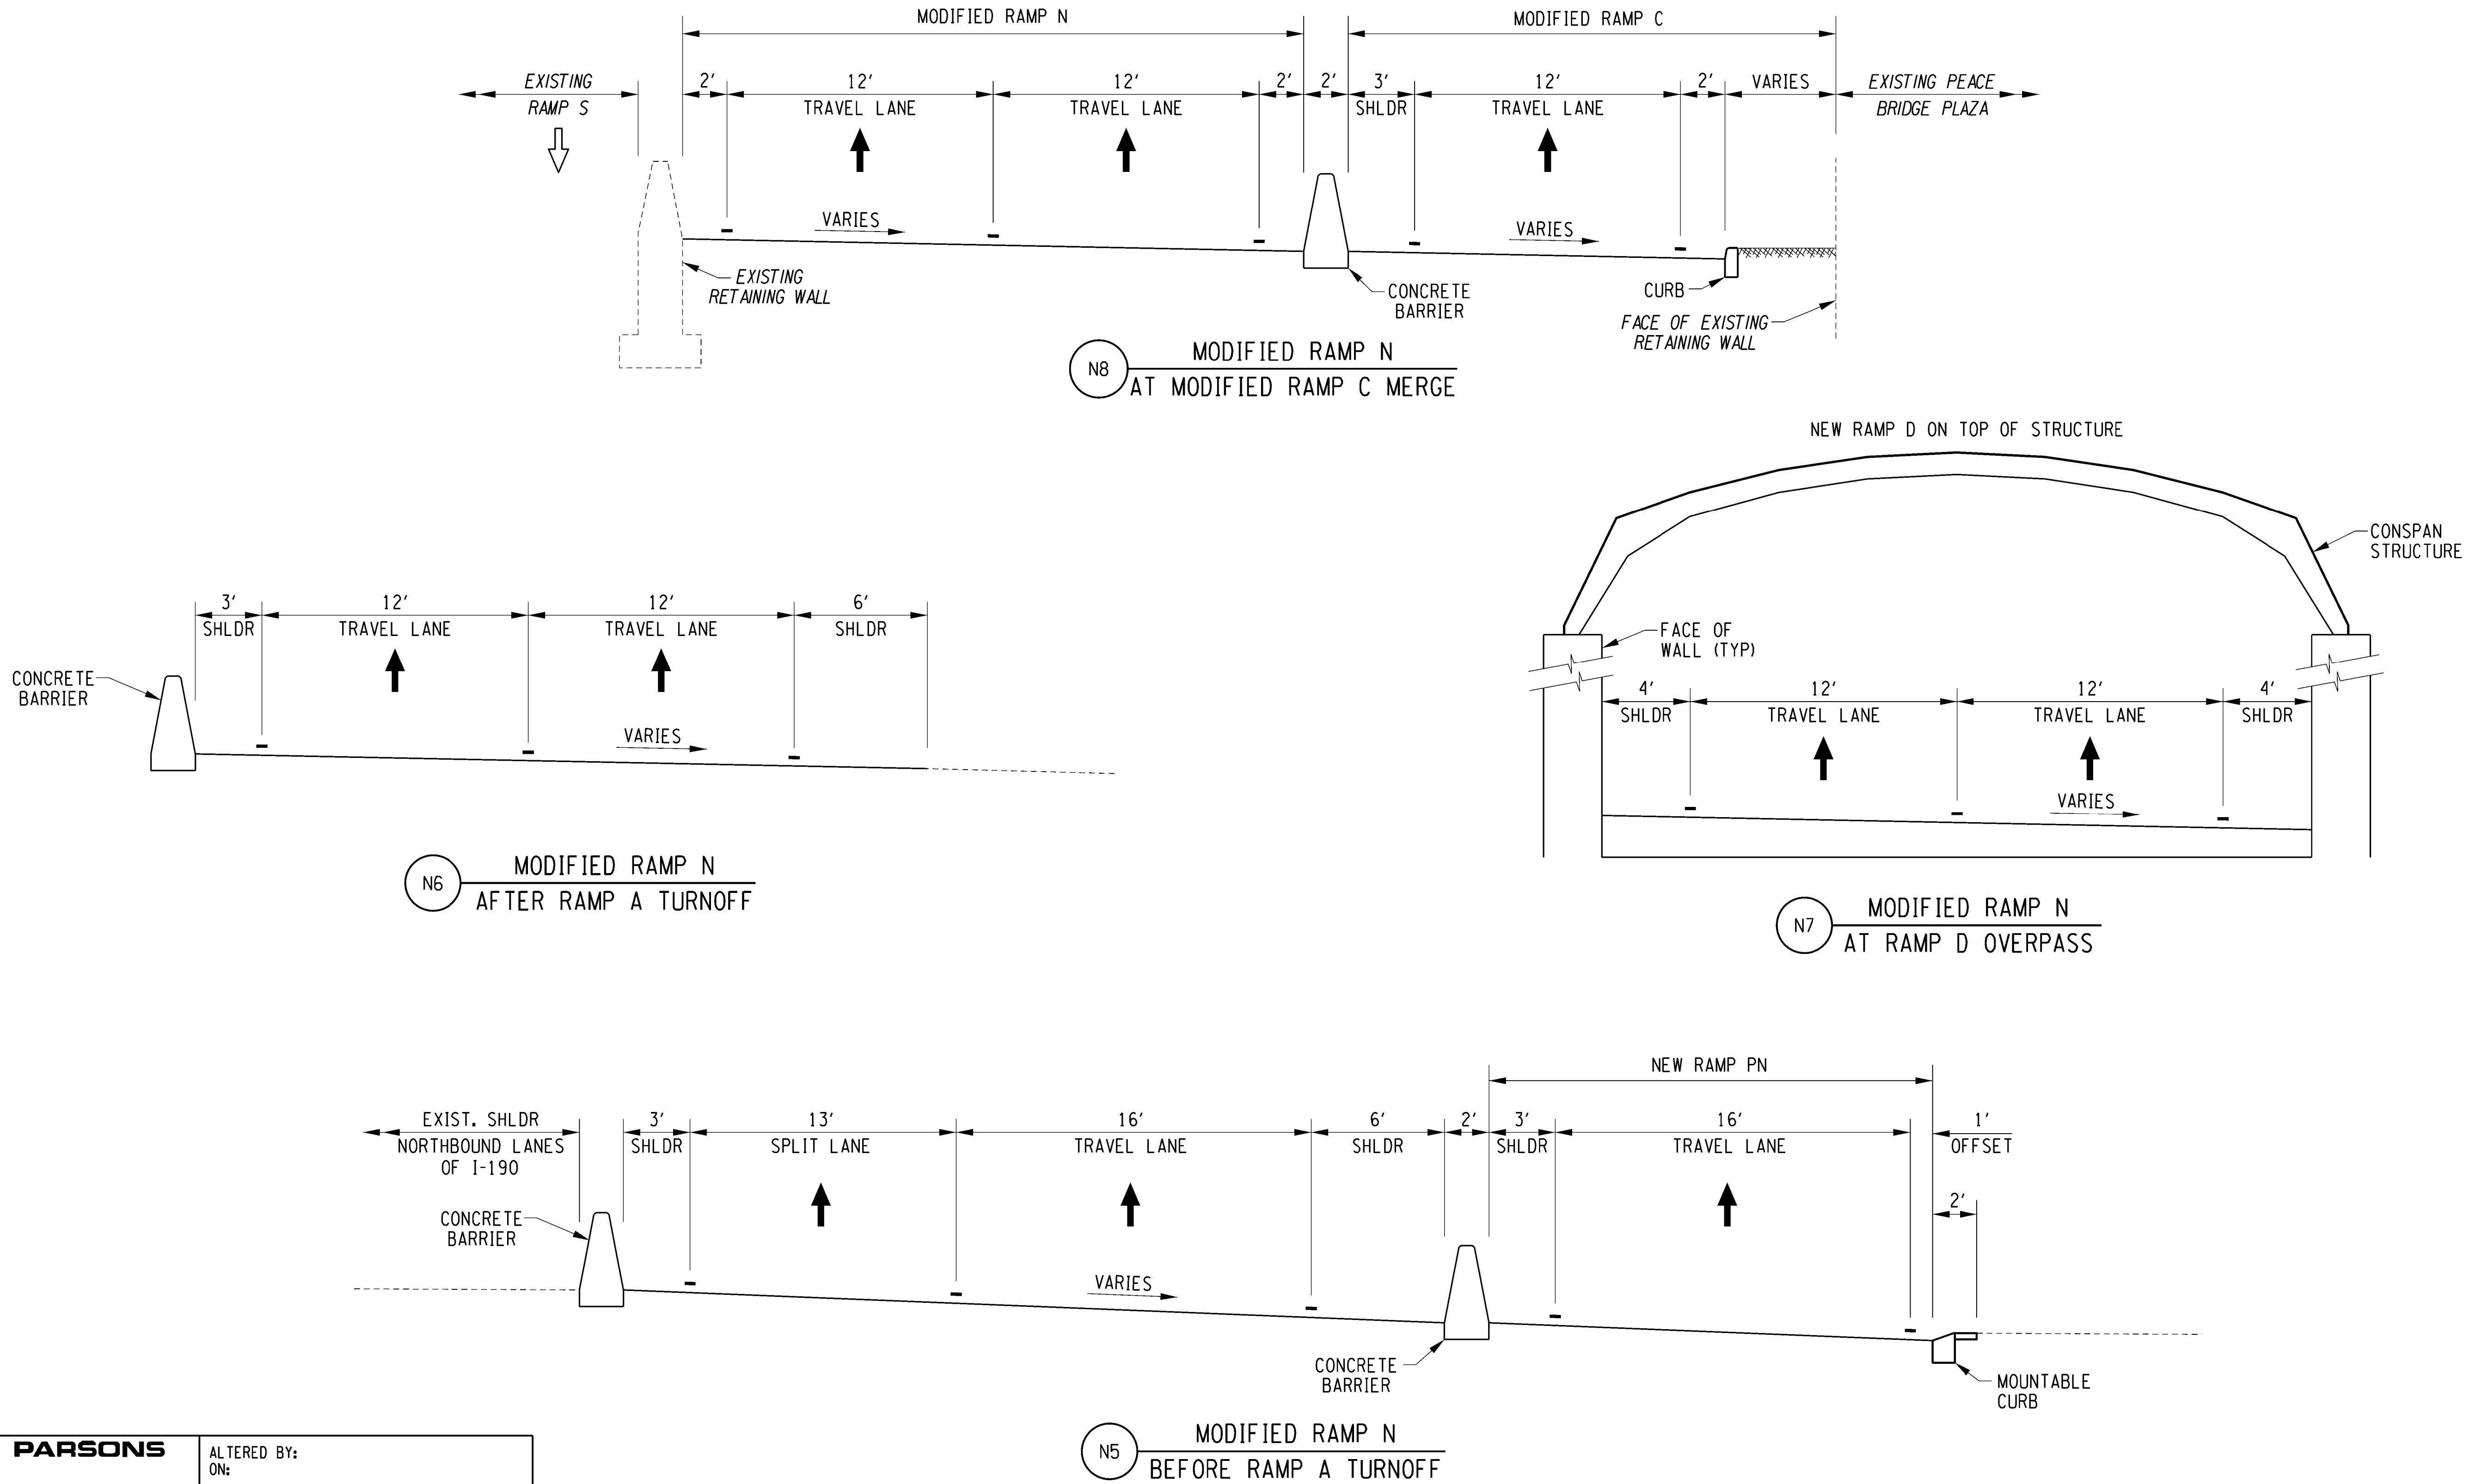 MODIFIED RAMP N
MODIFIED RAMP C
EXISTING
RAMP S
2'
12'
TRAVEL LANE
12'
TRAVEL LANE
2'
2'
3'
SHLDR
12'
TRAVEL LANE
2'
VARIES
EXISTING PEACE
BRIDGE PLAZA
VARIES
VARIES
EXISTING
RETAINING WALL
CONCRETE
BARRIER
CURB
FACE OF EXISTING
RETAINING WALL
N8
MODIFIED RAMP N
AT MODIFIED RAMP C MERGE
NEW RAMP D ON TOP OF STRUCTURE
CONSPAN
STRUCTURE
FACE OF
WALL (TYP)
4'
SHLDR
12'
TRAVEL LANE
12'
TRAVEL LANE
4'
SHLDR
VARIES
N7
MODIFIED RAMP N
AT RAMP D OVERPASS
3'
SHLDR
12'
TRAVEL LANE
12'
TRAVEL LANE
6'
SHLDR
CONCRETE
BARRIER
VARIES
N6
MODIFIED RAMP N
AFTER RAMP A TURNOFF
NEW RAMP PN
EXIST. SHLDR
NORTHBOUND LANES
OF I-190
3'
SHLDR
13'
SPLIT LANE
16'
TRAVEL LANE
6'
SHLDR
2'
3'
SHLDR
16'
TRAVEL LANE
1'
OFFSET
2'
CONCRETE
BARRIER
VARIES
CONCRETE
BARRIER
MOUNTABLE
CURB
N5
MODIFIED RAMP N
BEFORE RAMP A TURNOFF
PARSONS
ALTERED BY:
ON: